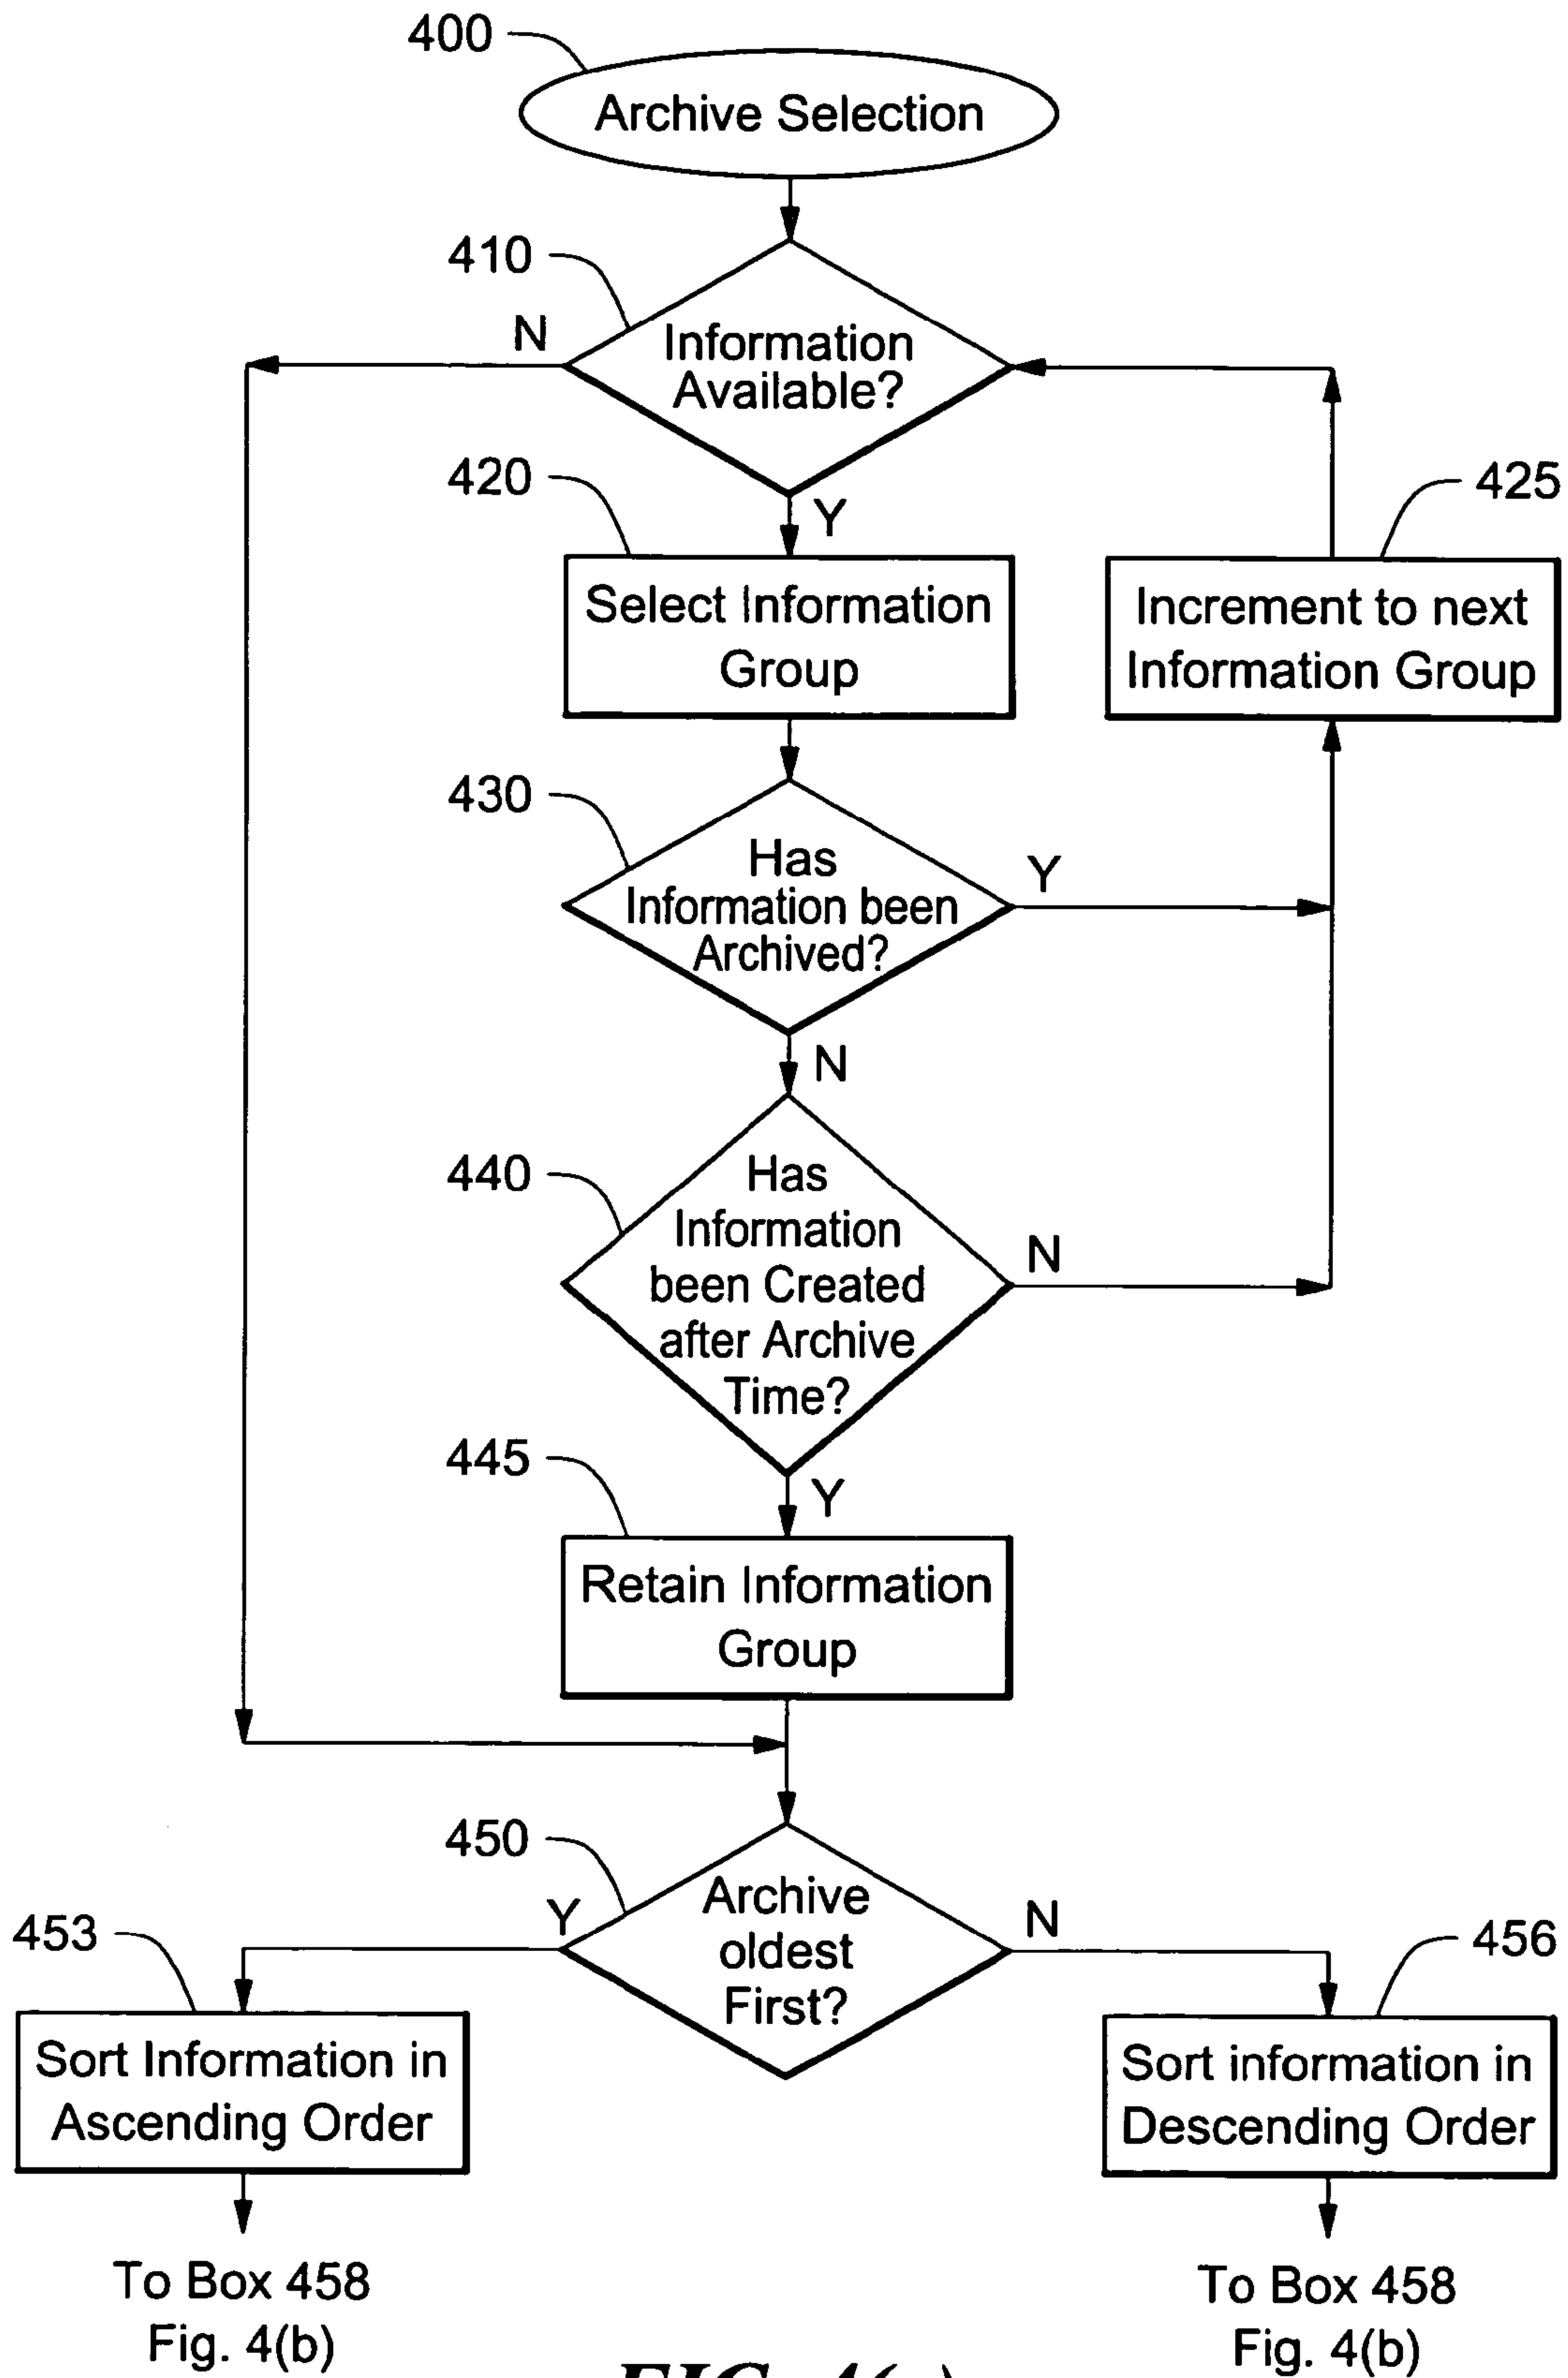 400
Archive Selection
410
N
Information
Available?
420
Y
425
Select Information
Group
Increment to next
Information Group
430
Has
Information been
Archived?
Y
N
440
Has
Information
been Created
after Archive
Time?
N
445
Y
Retain Information
Group
450
Y
Archive
oldest
First?
N
453
456
Sort Information in
Ascending Order
Sort information in
Descending Order
To Box 458
Fig. 4(b)
To Box 458
Fig. 4(b)